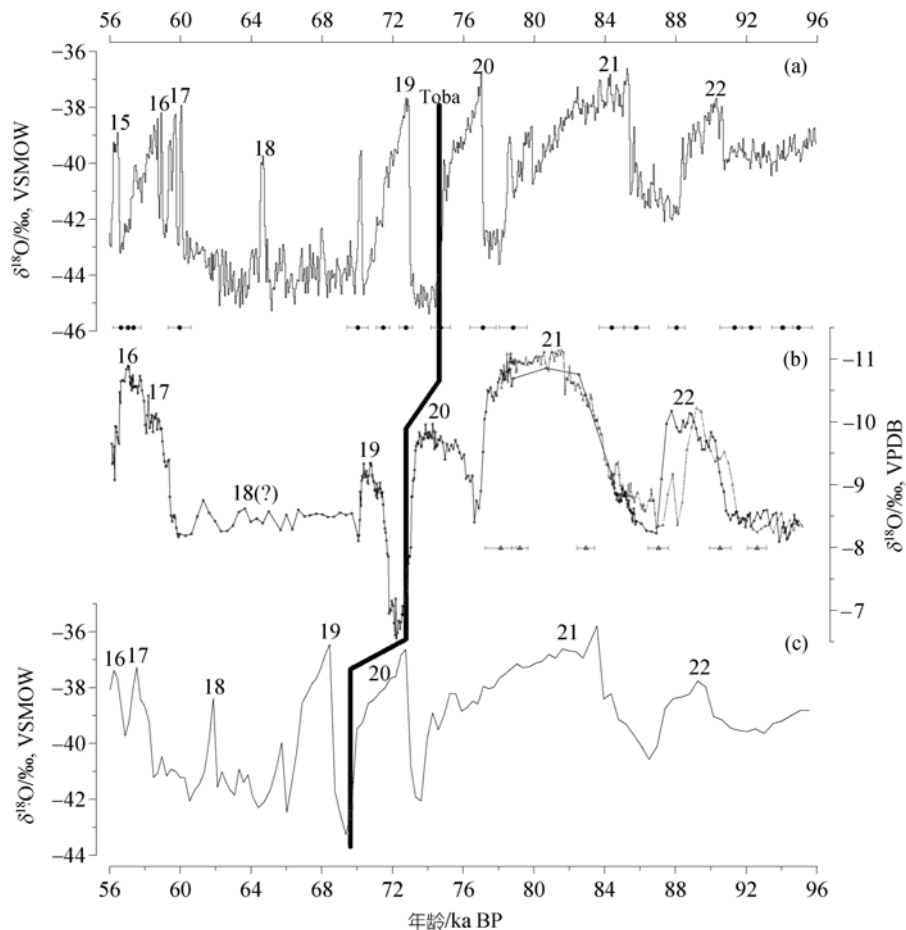 56 60 64 68 72 76 80 84 88 92 96
−36
−38
−40
−42
−44
−46
δ¹⁸O/‰, VSMOW
15 16 17 18 19 Toba 20 21 22
(a)
−11
−10
−9
−8
−7
δ¹⁸O/‰, VPDB
16 17 18(?) 19 20 21 22
(b)
−36
−38
−40
−42
−44
δ¹⁸O/‰, VSMOW
16 17 18 19 20 21 22
(c)
56 60 64 68 72 76 80 84 88 92 96
年龄/ka BP